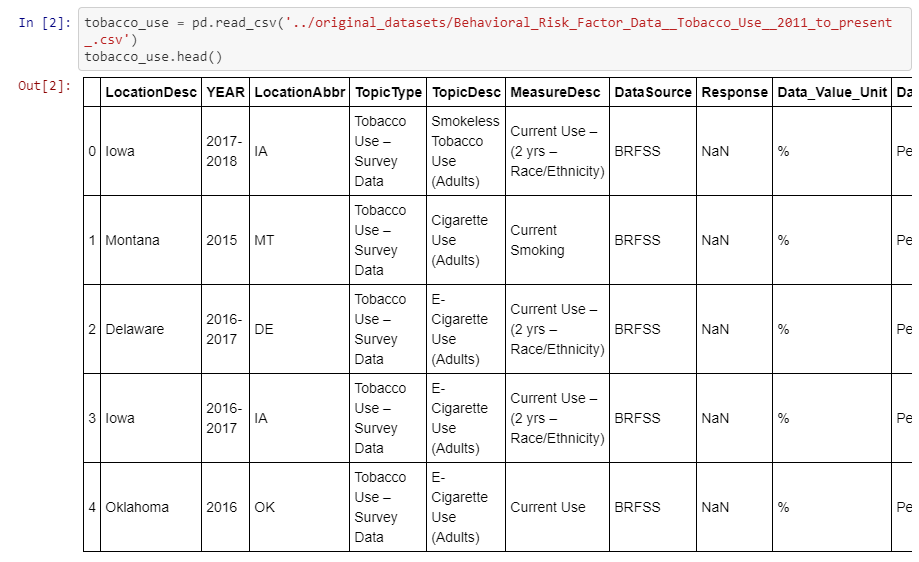 In [2]: tobacco_use = pd.read_csv('../original_datasets/Behavioral_Risk_Factor_Data__Tobacco_Use__2011_to_present
_.csv')
tobacco_use.head()
Out[2]:
LocationDesc YEAR LocationAbbr TopicType TopicDesc MeasureDesc DataSource Response Data_Value_Unit Da
0 Iowa 2017-2018 IA Tobacco Use – Survey Data Smokeless Tobacco Use (Adults) Current Use – (2 yrs – Race/Ethnicity) BRFSS NaN % Pe
1 Montana 2015 MT Tobacco Use – Survey Data Cigarette Use (Adults) Current Smoking BRFSS NaN % Pe
2 Delaware 2016-2017 DE Tobacco Use – Survey Data E-Cigarette Use (Adults) Current Use – (2 yrs – Race/Ethnicity) BRFSS NaN % Pe
3 Iowa 2016-2017 IA Tobacco Use – Survey Data E-Cigarette Use (Adults) Current Use – (2 yrs – Race/Ethnicity) BRFSS NaN % Pe
4 Oklahoma 2016 OK Tobacco Use – Survey Data E-Cigarette Use (Adults) Current Use BRFSS NaN % Pe